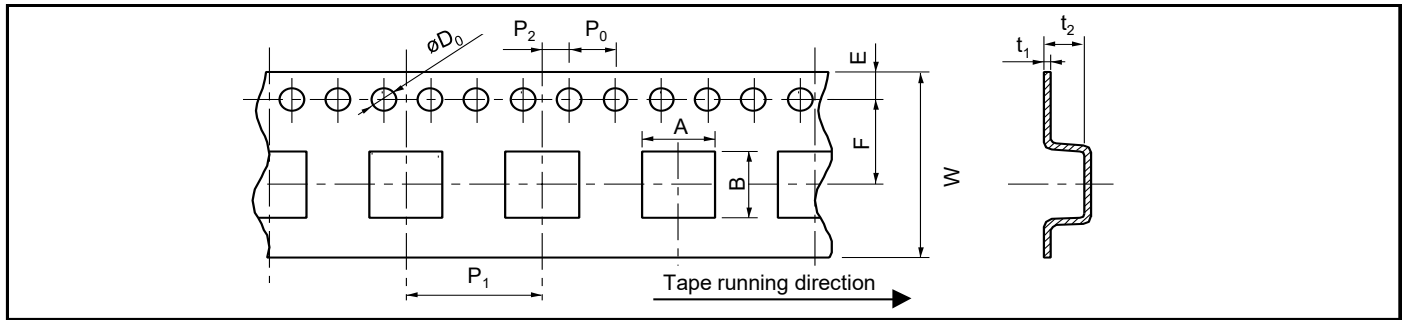 P₂
P₀
øD₀
E
t₂
t₁
A
F
B
W
P₁
Tape running direction